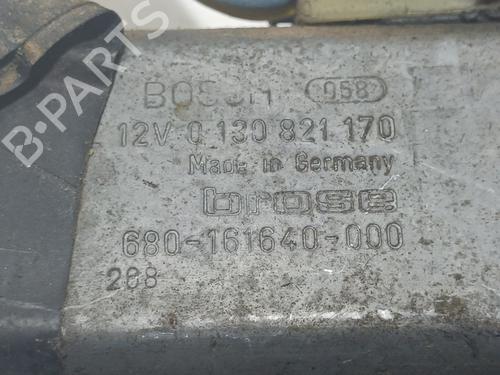 BOSCH 058
12V 0 130 821 170
Made in Germany
brose
680-161640-000
288
B-PARTS